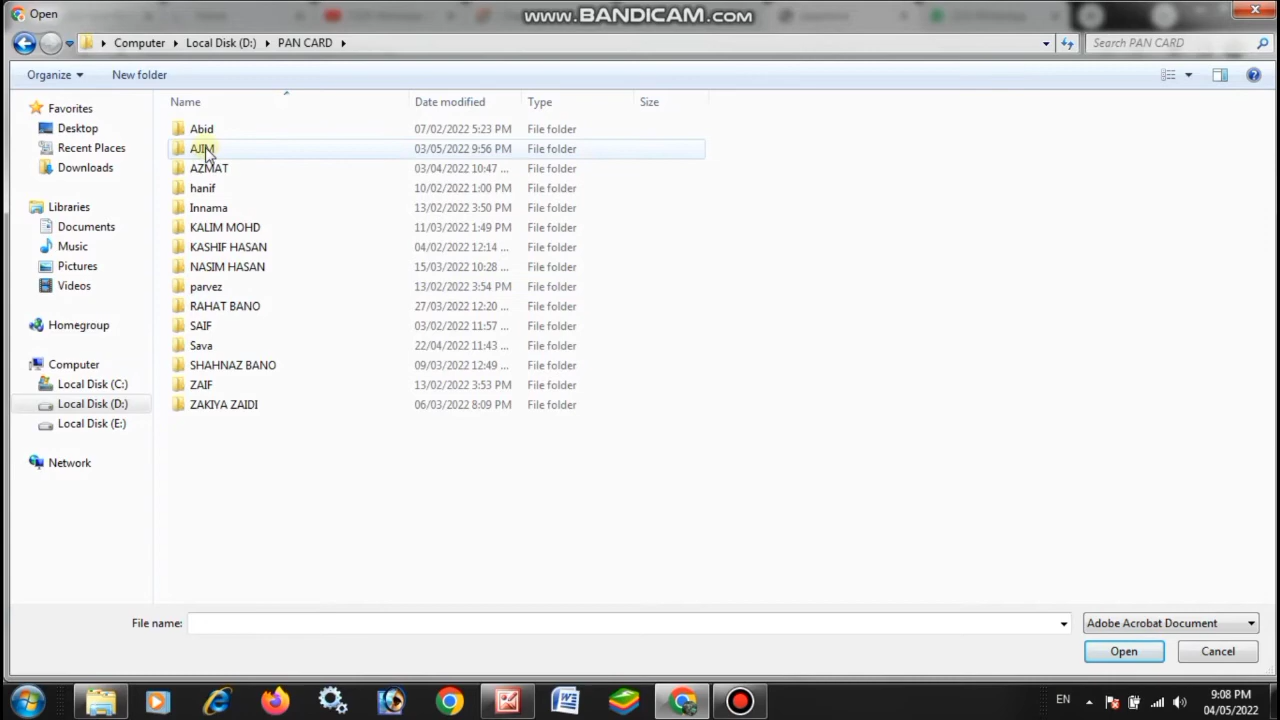 Open
www.BANDICAM.com
Computer Local Disk (D:) PAN CARD
Search PAN CARD
Organize New folder
Name Date modified Type Size
Favorites
Desktop
Recent Places
Downloads
Libraries
Documents
Music
Pictures
Videos
Homegroup
Computer
Local Disk (C:)
Local Disk (D:)
Local Disk (E:)
Network
Abid 07/02/2022 5:23 PM File folder
AJIM 03/05/2022 9:56 PM File folder
AZMAT 03/04/2022 10:47 ... File folder
hanif 10/02/2022 1:00 PM File folder
Innama 13/02/2022 3:50 PM File folder
KALIM MOHD 11/03/2022 1:49 PM File folder
KASHIF HASAN 04/02/2022 12:14 ... File folder
NASIM HASAN 15/03/2022 10:28 ... File folder
parvez 13/02/2022 3:54 PM File folder
RAHAT BANO 27/03/2022 12:20 ... File folder
SAIF 03/02/2022 11:57 ... File folder
Sava 22/04/2022 11:43 ... File folder
SHAHNAZ BANO 09/03/2022 12:49 ... File folder
ZAIF 13/02/2022 3:53 PM File folder
ZAKIYA ZAIDI 06/03/2022 8:09 PM File folder
File name: Adobe Acrobat Document
Open Cancel
EN
9:08 PM
04/05/2022